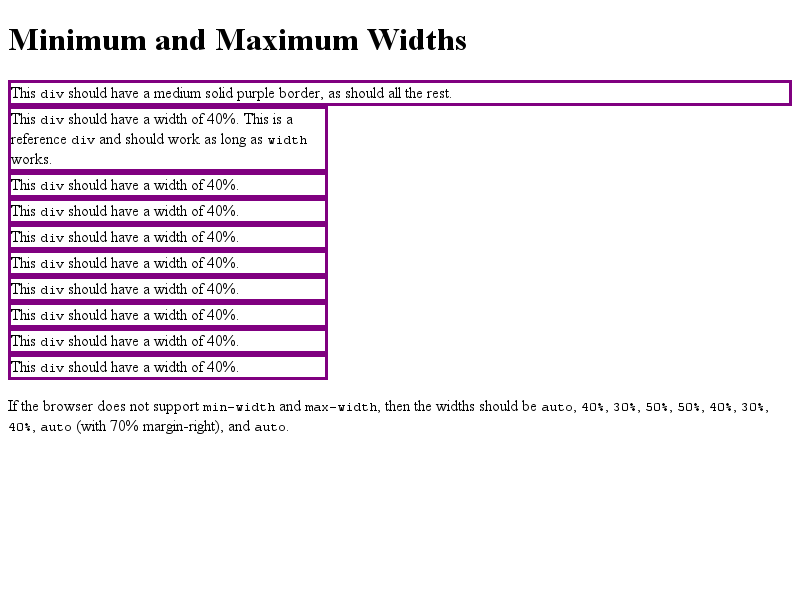 Minimum and Maximum Widths
This div should have a medium solid purple border, as should all the rest.
This div should have a width of 40%. This is a
reference div and should work as long as width
works.
This div should have a width of 40%.
This div should have a width of 40%.
This div should have a width of 40%.
This div should have a width of 40%.
This div should have a width of 40%.
This div should have a width of 40%.
This div should have a width of 40%.
This div should have a width of 40%.
If the browser does not support min-width and max-width, then the widths should be auto, 40%, 30%, 50%, 50%, 40%, 30%,
40%, auto (with 70% margin-right), and auto.